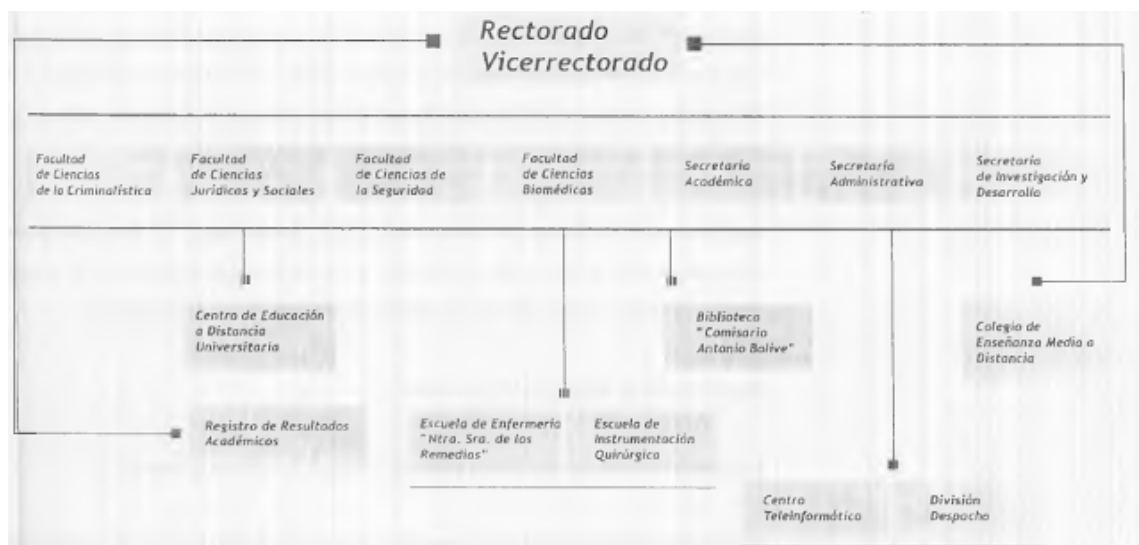 Rectorado
Vicerrectorado
Facultad
de Ciencias
de la Criminalística
Facultad
de Ciencias
Jurídicas y Sociales
Facultad
de Ciencias de
la Seguridad
Facultad
de Ciencias
Biomédicas
Secretaría
Académica
Secretaría
Administrativa
Secretaría
de Investigación y
Desarrollo
Centro de Educación
a Distancia
Universitaria
Biblioteca
"Comisario
Antonio Balive"
Colegio de
Enseñanza Media a
Distancia
Registro de Resultados
Académicos
Escuela de Enfermería
"Ntra. Sra. de los
Remedios"
Escuela de
Instrumentación
Quirúrgica
Centro
Teleinformático
División
Despacho